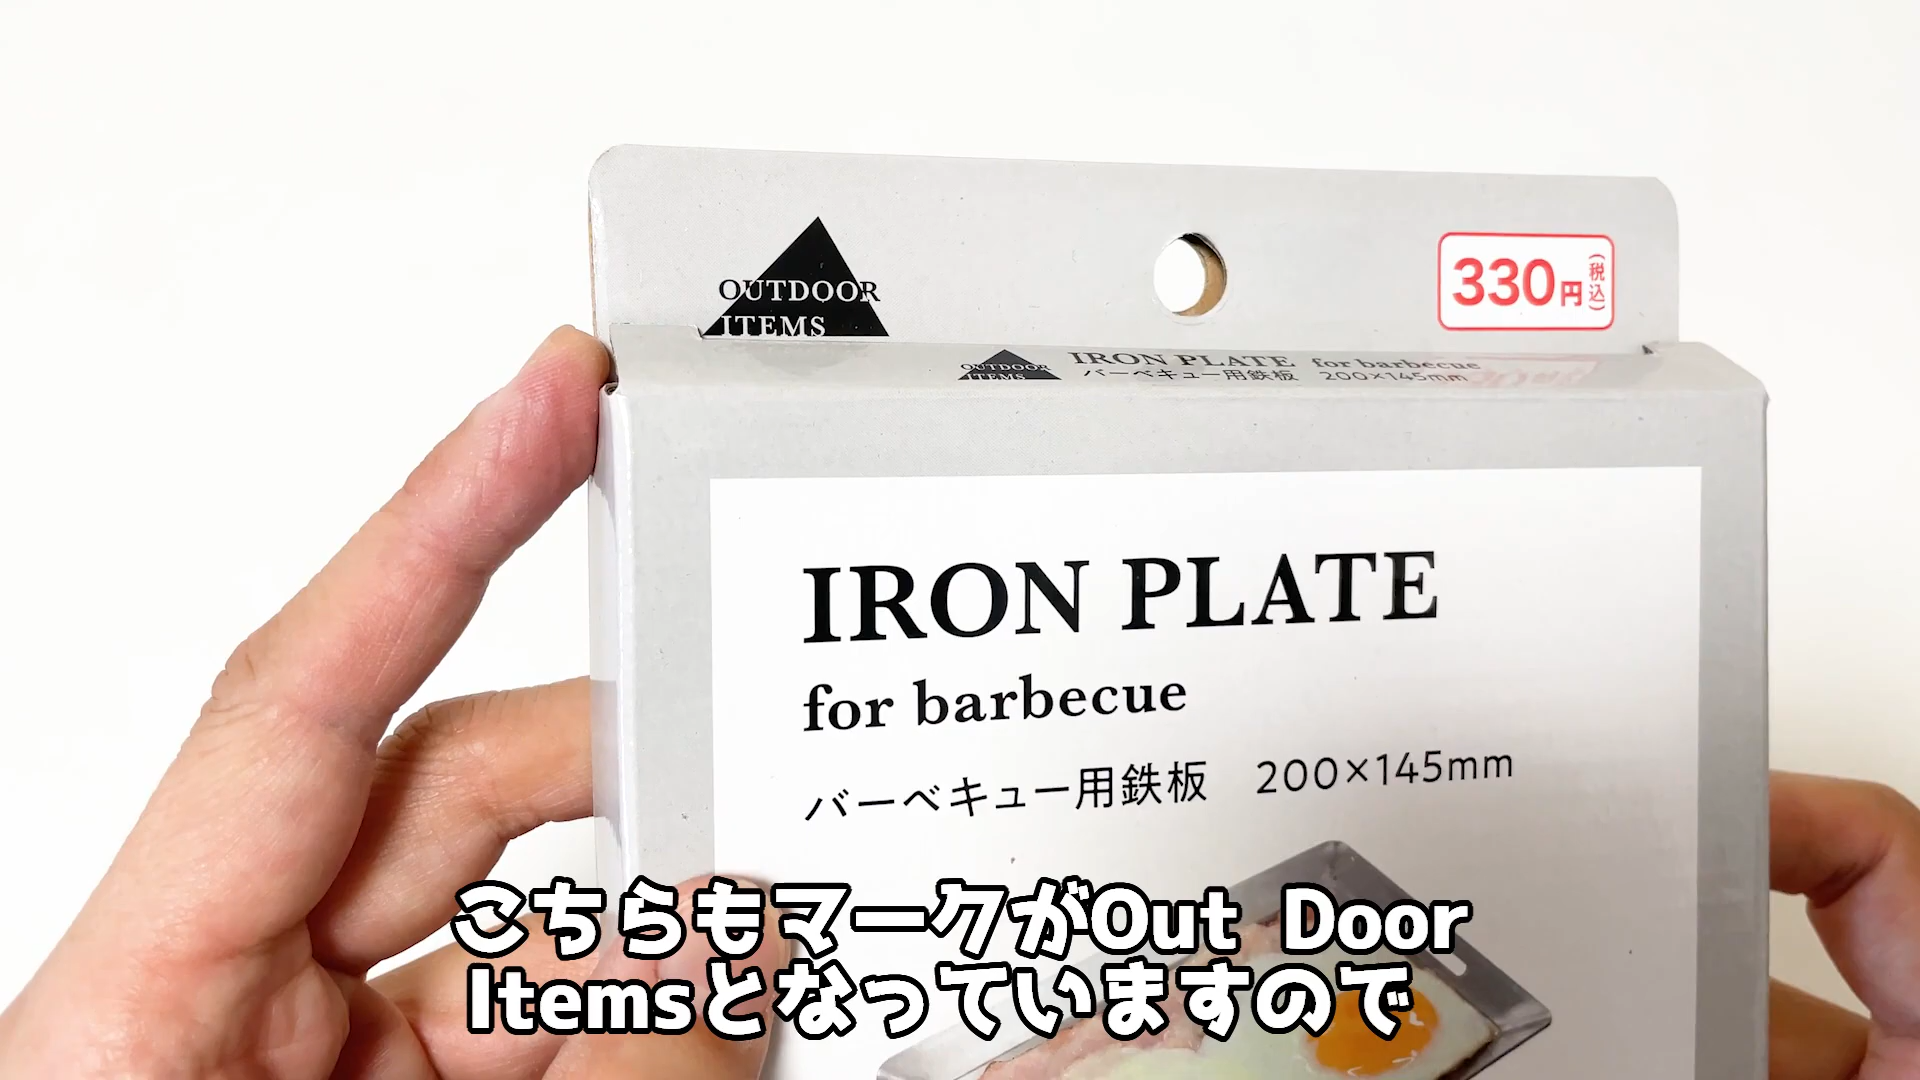 OUTDOOR
ITEMS
330円(税込)
OUTDOOR
ITEMS
IRON PLATE for barbecue
バーベキュー用鉄板 200×145mm
IRON PLATE
for barbecue
バーベキュー用鉄板 200×145mm
こちらもマークがOut Door
Itemsとなっていますので